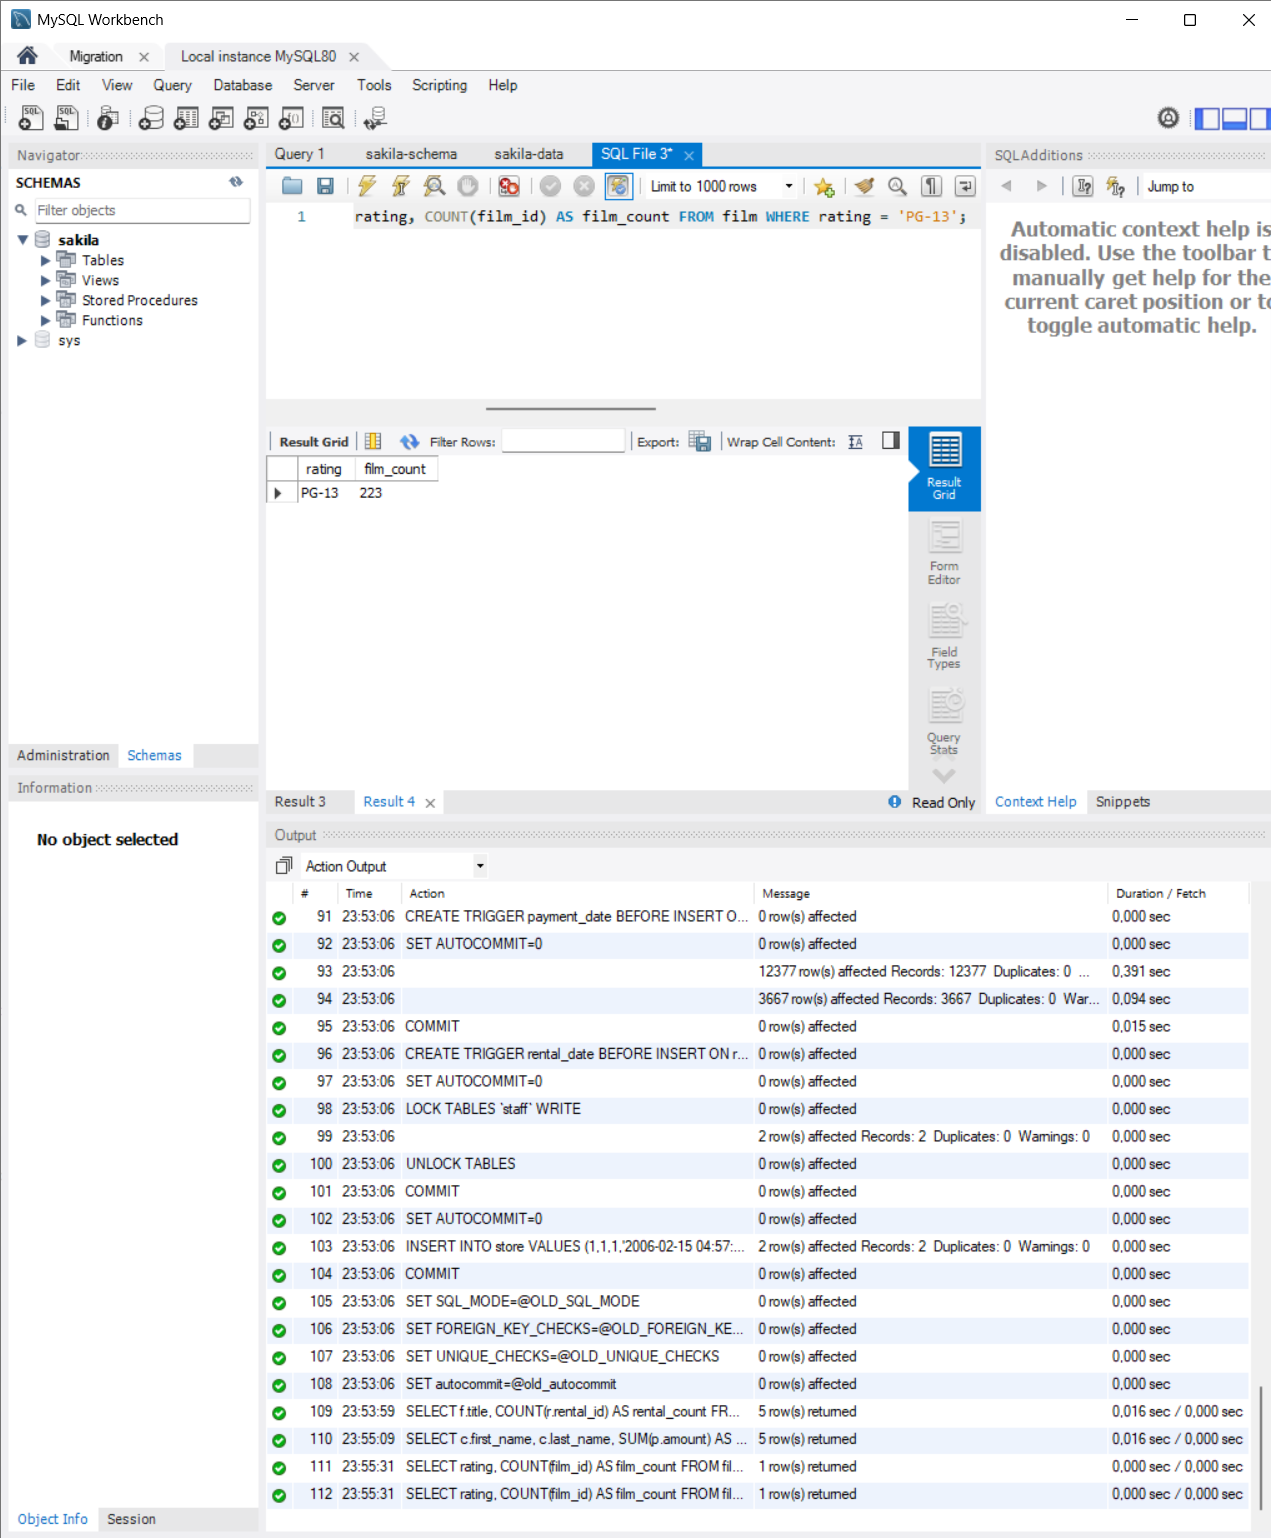 MySQL Workbench
Migration
Local instance MySQL80
File Edit View Query Database Server Tools Scripting Help
Navigator
SCHEMAS
Filter objects
sakila
Tables
Views
Stored Procedures
Functions
sys
Administration Schemas
Information
No object selected
Object Info Session
Query 1 sakila-schema sakila-data SQL File 3*
Limit to 1000 rows
1 rating, COUNT(film_id) AS film_count FROM film WHERE rating = 'PG-13';
Result Grid Filter Rows: Export: Wrap Cell Content:
rating film_count
PG-13 223
Result
Grid
Form
Editor
Field
Types
Query
Stats
Result 3 Result 4 Read Only
SQLAdditions
Jump to
Automatic context help is
disabled. Use the toolbar t
manually get help for the
current caret position or to
toggle automatic help.
Context Help Snippets
Output
Action Output
# Time Action Message Duration / Fetch
91 23:53:06 CREATE TRIGGER payment_date BEFORE INSERT O... 0 row(s) affected 0,000 sec
92 23:53:06 SET AUTOCOMMIT=0 0 row(s) affected 0,000 sec
93 23:53:06 12377 row(s) affected Records: 12377 Duplicates: 0 ... 0,391 sec
94 23:53:06 3667 row(s) affected Records: 3667 Duplicates: 0 War... 0,094 sec
95 23:53:06 COMMIT 0 row(s) affected 0,015 sec
96 23:53:06 CREATE TRIGGER rental_date BEFORE INSERT ON r... 0 row(s) affected 0,000 sec
97 23:53:06 SET AUTOCOMMIT=0 0 row(s) affected 0,000 sec
98 23:53:06 LOCK TABLES `staff` WRITE 0 row(s) affected 0,000 sec
99 23:53:06 2 row(s) affected Records: 2 Duplicates: 0 Warnings: 0 0,000 sec
100 23:53:06 UNLOCK TABLES 0 row(s) affected 0,000 sec
101 23:53:06 COMMIT 0 row(s) affected 0,000 sec
102 23:53:06 SET AUTOCOMMIT=0 0 row(s) affected 0,000 sec
103 23:53:06 INSERT INTO store VALUES (1,1,1,'2006-02-15 04:57:... 2 row(s) affected Records: 2 Duplicates: 0 Warnings: 0 0,000 sec
104 23:53:06 COMMIT 0 row(s) affected 0,000 sec
105 23:53:06 SET SQL_MODE=@OLD_SQL_MODE 0 row(s) affected 0,000 sec
106 23:53:06 SET FOREIGN_KEY_CHECKS=@OLD_FOREIGN_KE... 0 row(s) affected 0,000 sec
107 23:53:06 SET UNIQUE_CHECKS=@OLD_UNIQUE_CHECKS 0 row(s) affected 0,000 sec
108 23:53:06 SET autocommit=@old_autocommit 0 row(s) affected 0,000 sec
109 23:53:59 SELECT f.title, COUNT(r.rental_id) AS rental_count FR... 5 row(s) returned 0,016 sec / 0,000 sec
110 23:55:09 SELECT c.first_name, c.last_name, SUM(p.amount) AS ... 5 row(s) returned 0,016 sec / 0,000 sec
111 23:55:31 SELECT rating, COUNT(film_id) AS film_count FROM fil... 1 row(s) returned 0,000 sec / 0,000 sec
112 23:55:31 SELECT rating, COUNT(film_id) AS film_count FROM fil... 1 row(s) returned 0,000 sec / 0,000 sec